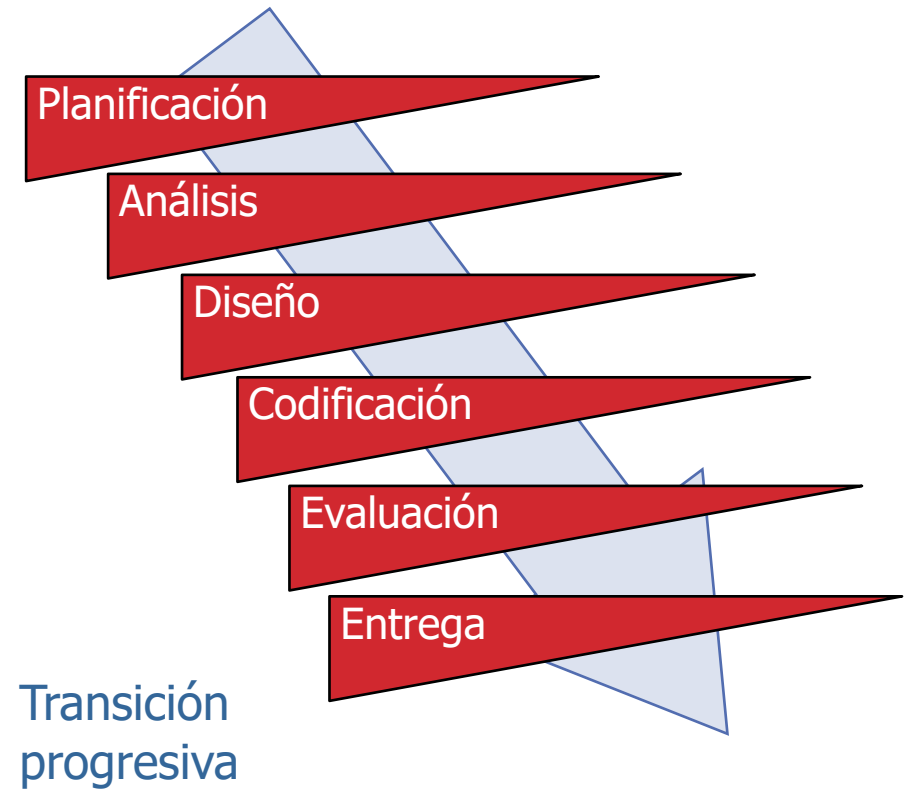 Planificación
Análisis
Diseño
Codificación
Evaluación
Entrega
Transición
progresiva